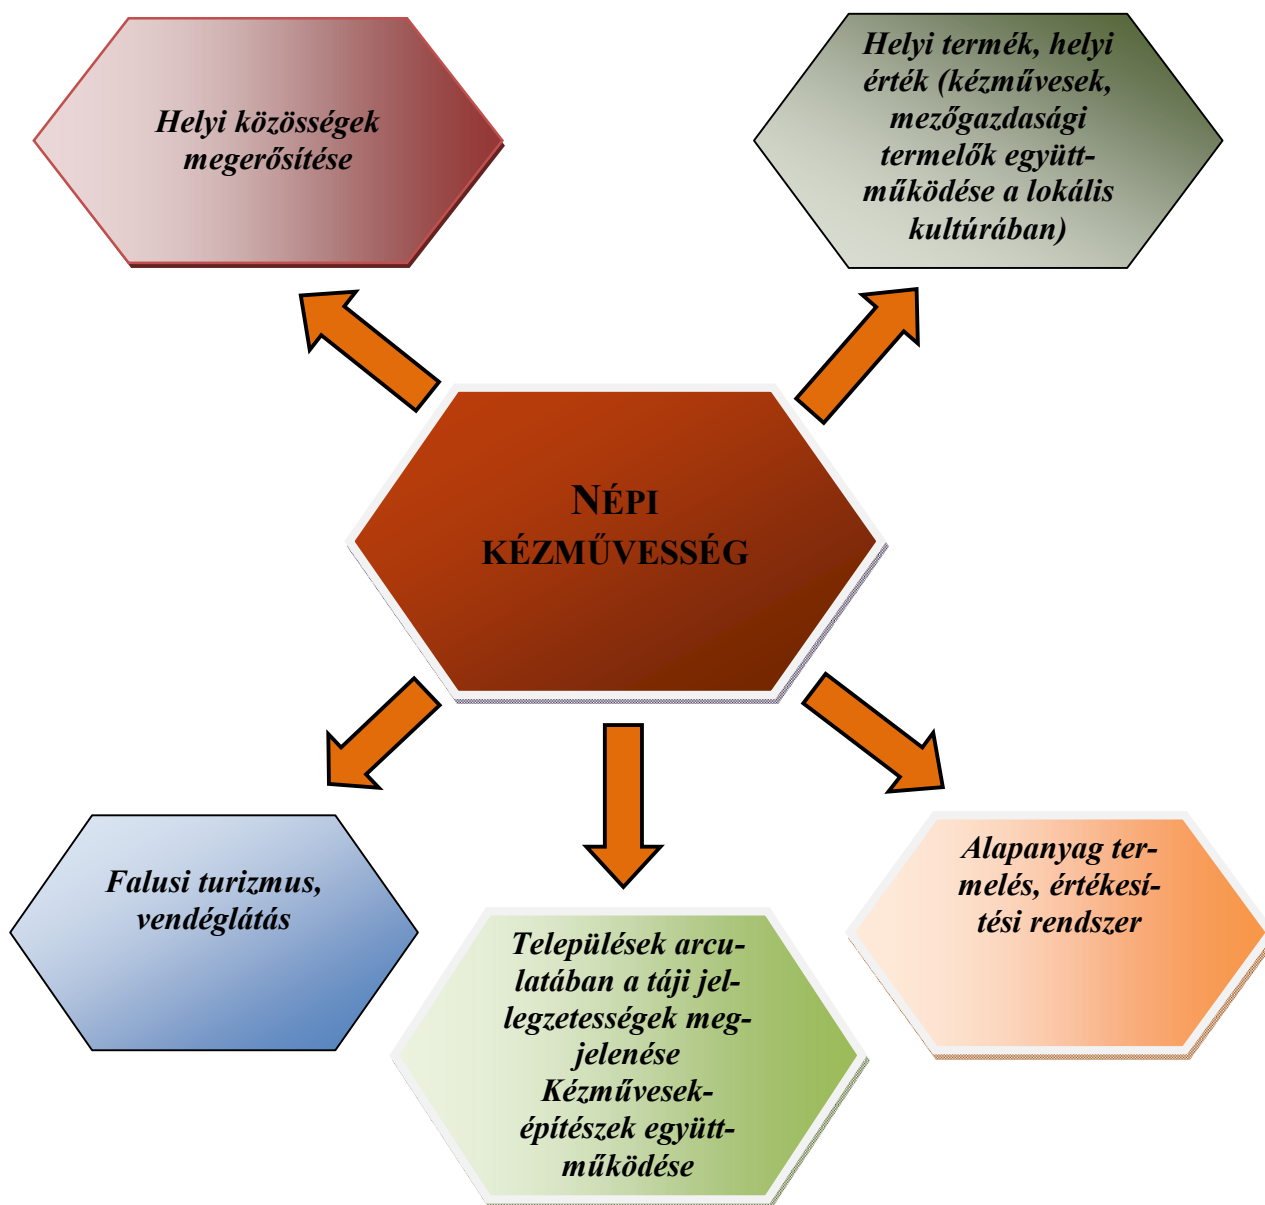 Helyi közösségek
megerősítése
Helyi termék, helyi
érték (kézművesek,
mezőgazdasági
termelők együtt-
működése a lokális
kultúrában)
NÉPI
KÉZMŰVESSÉG
Falusi turizmus,
vendéglátás
Települések arcu-
latában a táji jel-
legzetességek meg-
jelenése
Kézművesek-
építészek együtt-
működése
Alapanyag ter-
melés, értékesí-
tési rendszer